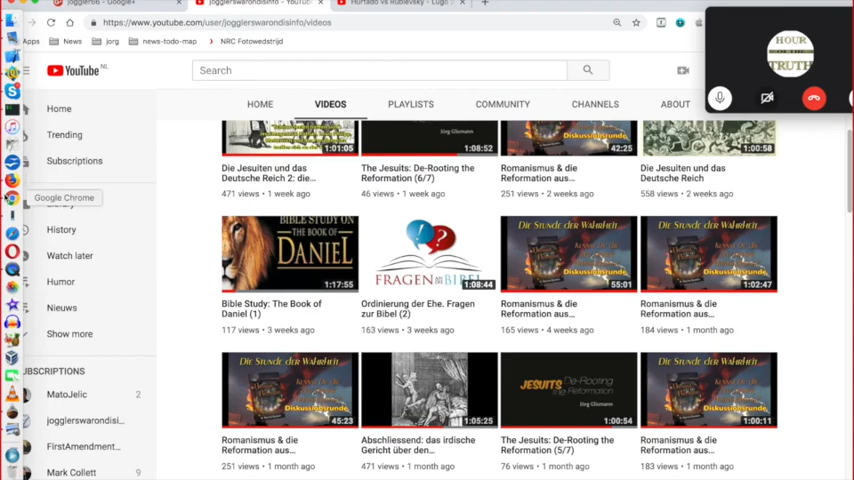 jogglers66 - Google+
jogglerswarondisinfo - YouTube
Hurtado vs Rublevsky - Lugo
https://www.youtube.com/user/jogglerswarondisinfo/videos
Apps
News
jorg
news-todo-map
NRC Fotowedstrijd
YouTube NL
Search
HOUR
TRUTH
HOME
VIDEOS
PLAYLISTS
COMMUNITY
CHANNELS
ABOUT
Home
Trending
Subscriptions
Google Chrome
Library
History
Watch later
Humor
Nieuws
Show more
SUBSCRIPTIONS
MatoJelic 2
jogglerswarondisi...
FirstAmendment...
Mark Collett 9
1:01:05
Jörg Glismann
1:08:52
Diskussionsrunde
42:25
1:00:58
Die Jesuiten und das
Deutsche Reich 2: die...
471 views • 1 week ago
The Jesuits: De-Rooting the
Reformation (6/7)
46 views • 1 week ago
Romanismus & die
Reformation aus...
251 views • 2 weeks ago
Die Jesuiten und das
Deutsche Reich
558 views • 2 weeks ago
BIBLE STUDY ON
THE BOOK OF
DANIEL
1:17:55
FRAGEN
BIBEL
1:08:44
DIE STUNDE DER WAHRHEIT
Diskussionsrunde
55:01
DIE STUNDE DER WAHRHEIT
Diskussionsrunde
1:02:47
Bible Study: The Book of
Daniel (1)
117 views • 3 weeks ago
Ordinierung der Ehe. Fragen
zur Bibel (2)
163 views • 3 weeks ago
Romanismus & die
Reformation aus...
165 views • 4 weeks ago
Romanismus & die
Reformation aus...
184 views • 1 month ago
DIE STUNDE DER WAHRHEIT
Diskussionsrunde
45:23
1:05:25
JESUITS De-Rooting
the Reformation
Jörg Glismann
1:00:54
DIE STUNDE DER WAHRHEIT
Diskussionsrunde
1:00:11
Romanismus & die
Reformation aus...
251 views • 1 month ago
Abschliessend: das irdische
Gericht über den...
471 views • 1 month ago
The Jesuits: De-Rooting the
Reformation (5/7)
76 views • 1 month ago
Romanismus & die
Reformation aus...
183 views • 1 month ago